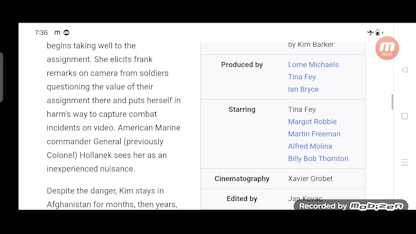 7:36 m
begins taking well to the
assignment. She elicits frank
remarks on camera from soldiers
questioning the value of their
assignment there and puts herself in
harm's way to capture combat
incidents on video. American Marine
commander General (previously
Colonel) Hollanek sees her as an
inexperienced nuisance.
Despite the danger, Kim stays in
Afghanistan for months, then years,
by Kim Barker
Produced by Lorne Michaels
Tina Fey
Ian Bryce
Starring Tina Fey
Margot Robbie
Martin Freeman
Alfred Molina
Billy Bob Thornton
Cinematography Xavier Grobet
Edited by Jan Kovac
Recorded by MOBIZEN